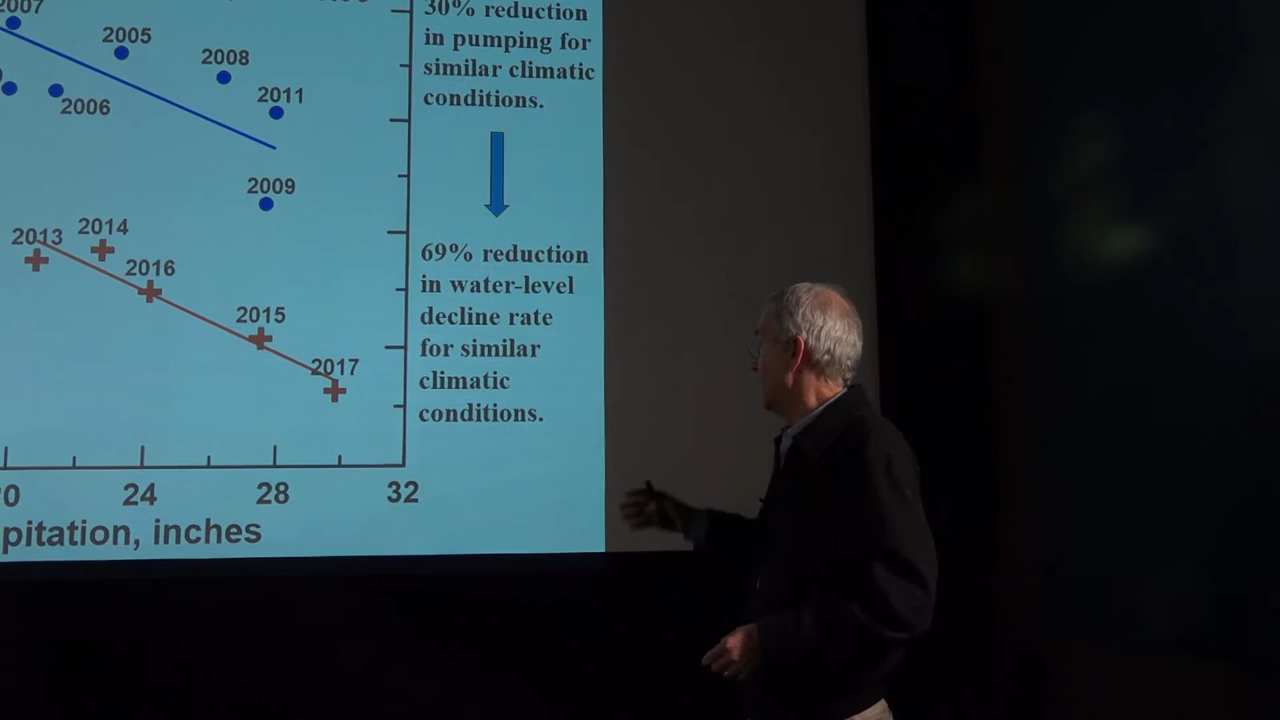 2007
2005
2008
2011
2006
2009
2013
2014
2016
2015
2017
24
28
32
pitation, inches
30% reduction
in pumping for
similar climatic
conditions.
69% reduction
in water-level
decline rate
for similar
climatic
conditions.